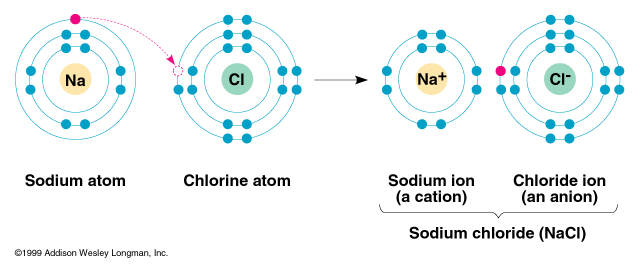 Na
Cl
Na+
Cl-
Sodium atom
Chlorine atom
Sodium ion
(a cation)
Chloride ion
(an anion)
Sodium chloride (NaCl)
©1999 Addison Wesley Longman, Inc.